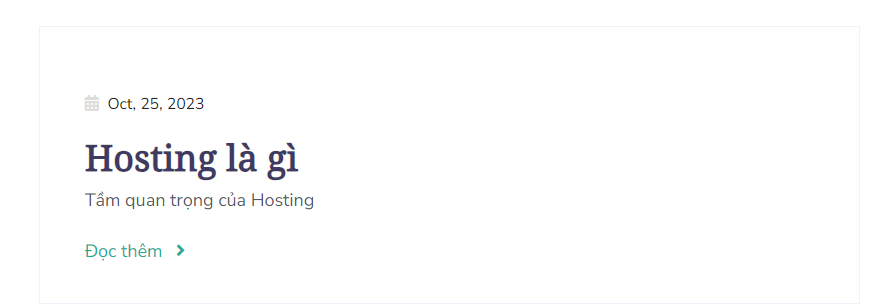 Oct, 25, 2023
Hosting là gì
Tầm quan trọng của Hosting
Đọc thêm